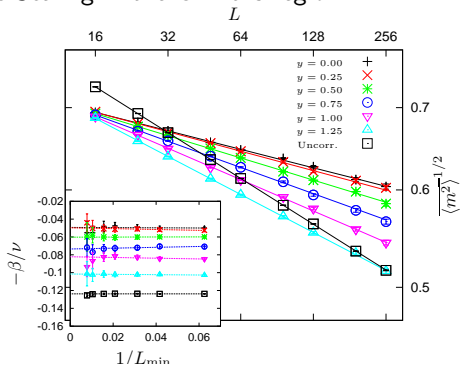 L
16 32 64 128 256
y = 0.00
y = 0.25
y = 0.50
y = 0.75
y = 1.00
y = 1.25
Uncorr.
0.7
0.6
0.5
⟨m²⟩^{1/2}
-0.02
-0.04
-0.06
-0.08
-0.1
-0.12
-0.14
-0.16
−β/ν
0 0.02 0.04 0.06
1/L_min